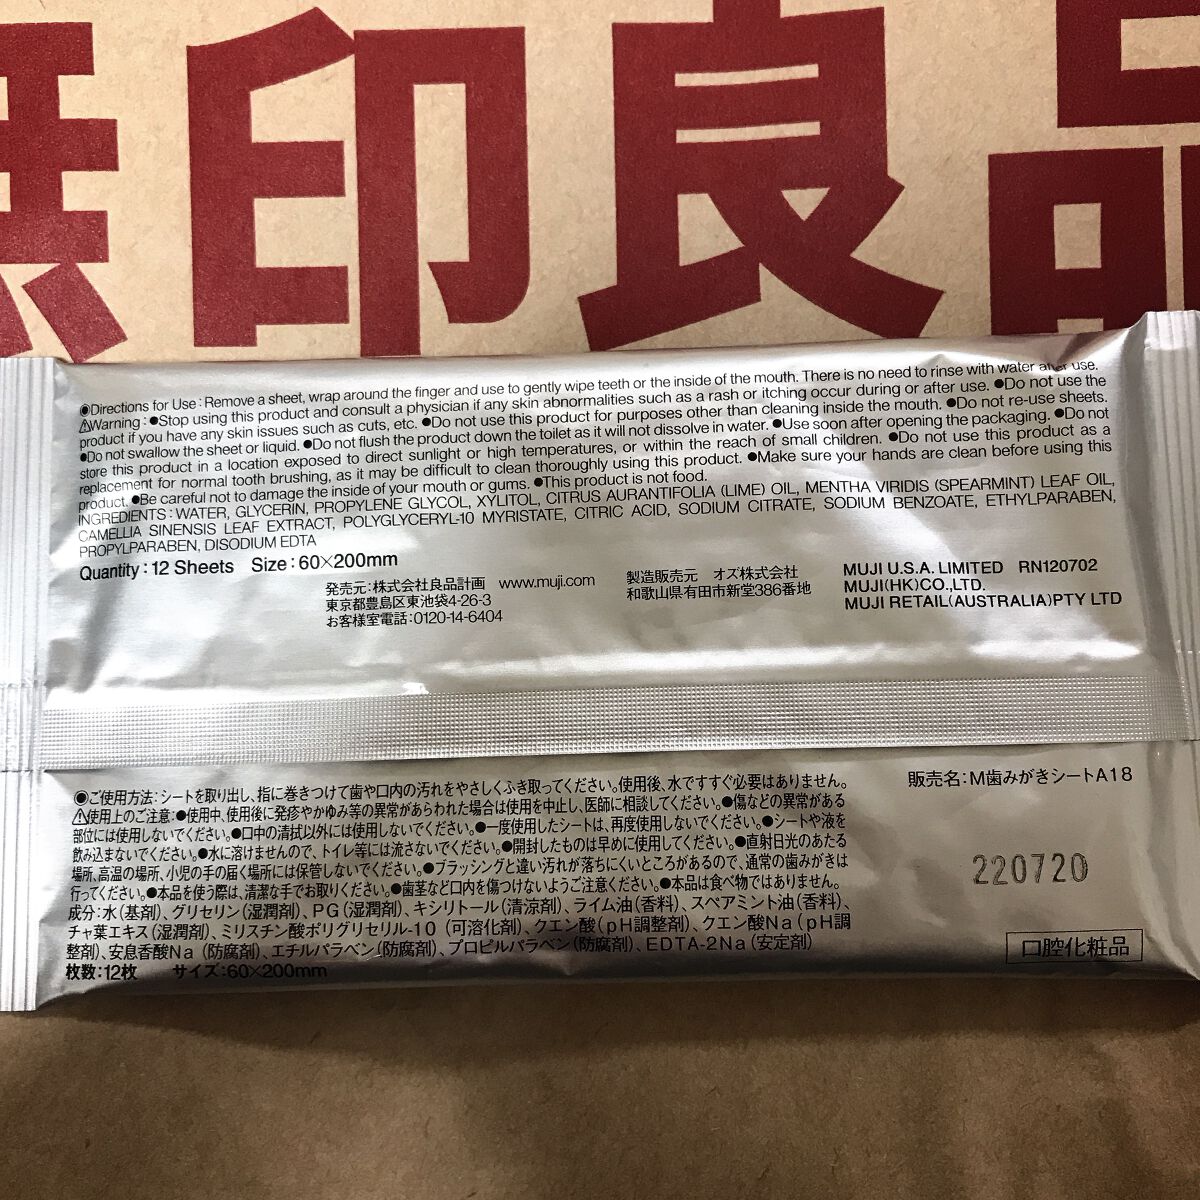 無印良品
◉Directions for Use : Remove a sheet, wrap around the finger and use to gently wipe teeth or the inside of the mouth. There is no need to rinse with water after use.
⚠Warning : ●Stop using this product and consult a physician if any skin abnormalities such as a rash or itching occur during or after use. ●Do not use the
product if you have any skin issues such as cuts, etc. ●Do not use this product for purposes other than cleaning inside the mouth. ●Do not re-use sheets.
●Do not swallow the sheet or liquid. ●Do not flush the product down the toilet as it will not dissolve in water. ●Use soon after opening the packaging. ●Do not
store this product in a location exposed to direct sunlight or high temperatures, or within the reach of small children. ●Do not use this product as a
replacement for normal tooth brushing, as it may be difficult to clean thoroughly using this product. ●Make sure your hands are clean before using this
product. ●Be careful not to damage the inside of your mouth or gums. ●This product is not food.
INGREDIENTS : WATER, GLYCERIN, PROPYLENE GLYCOL, XYLITOL, CITRUS AURANTIFOLIA (LIME) OIL, MENTHA VIRIDIS (SPEARMINT) LEAF OIL,
CAMELLIA SINENSIS LEAF EXTRACT, POLYGLYCERYL-10 MYRISTATE, CITRIC ACID, SODIUM CITRATE, SODIUM BENZOATE, ETHYLPARABEN,
PROPYLPARABEN, DISODIUM EDTA
Quantity : 12 Sheets Size : 60×200mm
発売元：株式会社良品計画 www.muji.com
東京都豊島区東池袋4-26-3
お客様室電話：0120-14-6404
製造販売元 オズ株式会社
和歌山県有田市新堂386番地
MUJI U.S.A. LIMITED RN120702
MUJI(HK)CO.,LTD.
MUJI RETAIL(AUSTRALIA)PTY LTD
◉ご使用方法：シートを取り出し、指に巻きつけて歯や口内の汚れをやさしくふき取ってください。使用後、水ですすぐ必要はありません。
⚠使用上のご注意：●使用中、使用後に発疹やかゆみ等の異常があらわれた場合は使用を中止し、医師に相談してください。●傷などの異常がある
部位には使用しないでください。●口中の清拭以外には使用しないでください。●一度使用したシートは、再度使用しないでください。●シートや液を
飲み込まないでください。●水に溶けませんので、トイレ等には流さないでください。●開封したものは早めに使用してください。●直射日光のあたる
場所、高温の場所、小児の手の届く場所には保管しないでください。●ブラッシングと違い汚れが落ちにくいところがあるので、通常の歯みがきは
行ってください。●本品を使う際は、清潔な手でお取りください。●歯茎など口内を傷つけないようご注意ください。●本品は食べ物ではありません。
成分：水（基剤）、グリセリン（湿潤剤）、PG（湿潤剤）、キシリトール（清涼剤）、ライム油（香料）、スペアミント油（香料）、
チャ葉エキス（湿潤剤）、ミリスチン酸ポリグリセリル-10（可溶化剤）、クエン酸（pH調整剤）、クエン酸Na（pH調
整剤）、安息香酸Na（防腐剤）、エチルパラベン（防腐剤）、プロピルパラベン（防腐剤）、EDTA-2Na（安定剤）
枚数：12枚 サイズ：60×200mm
販売名：M歯みがきシートA18
220720
口腔化粧品